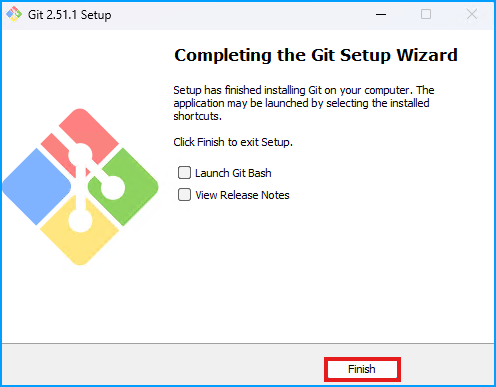 Git 2.51.1 Setup
Completing the Git Setup Wizard
Setup has finished installing Git on your computer. The
application may be launched by selecting the installed
shortcuts.
Click Finish to exit Setup.
Launch Git Bash
View Release Notes
Finish